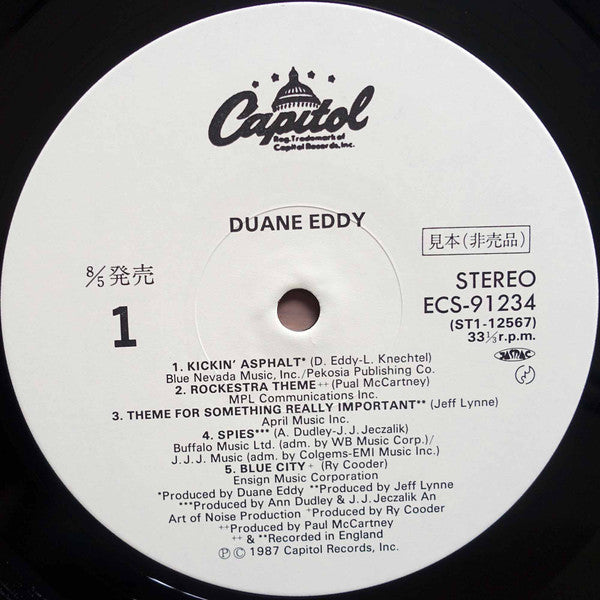 Capitol
Reg. Trademark of
Capitol Records, Inc.
DUANE EDDY
見本(非売品)
8/5 発売
1
STEREO
ECS-91234
(ST1-12567)
33⅓r.p.m.
JASRAC
1. KICKIN' ASPHALT* (D. Eddy-L. Knechtel)
Blue Nevada Music, Inc./Pekosia Publishing Co.
2. ROCKESTRA THEME++ (Pual McCartney)
MPL Communications Inc.
3. THEME FOR SOMETHING REALLY IMPORTANT** (Jeff Lynne)
April Music Inc.
4. SPIES*** (A. Dudley-J. J. Jeczalik)
Buffalo Music Ltd. (adm. by WB Music Corp.)/
J. J. J. Music (adm. by Colgems-EMI Music Inc.)
5. BLUE CITY+ (Ry Cooder)
Ensign Music Corporation
*Produced by Duane Eddy **Produced by Jeff Lynne
***Produced by Ann Dudley & J. J. Jeczalik An
Art of Noise Production +Produced by Ry Cooder
++Produced by Paul McCartney
++ & **Recorded in England
Ⓟ © 1987 Capitol Records, Inc.